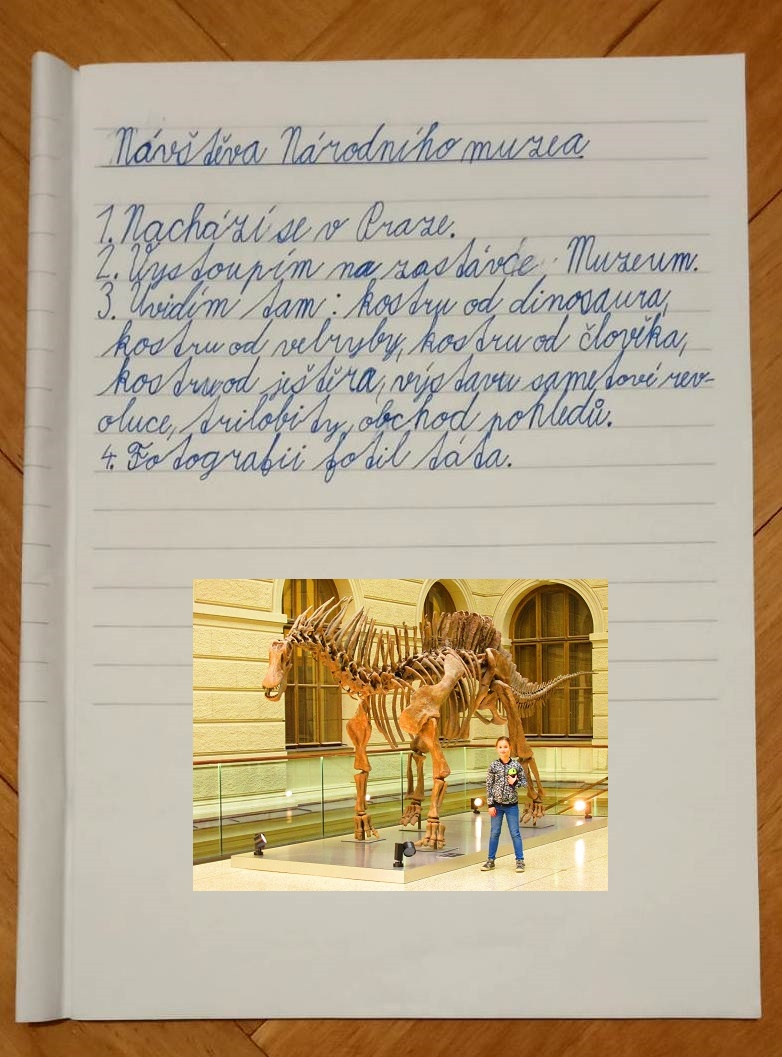 Návštěva Národního muzea
1. Nachází se v Praze.
2. Vystoupím na zastávce Muzeum.
3. Uvidím tam: kostru od dinosaura,
kostru od velryby, kostru od člověka,
kostru od ještěra, výstavu sametové rev-
oluce, trilobity, obchod pohledů.
4. Fotografii fotil táta.